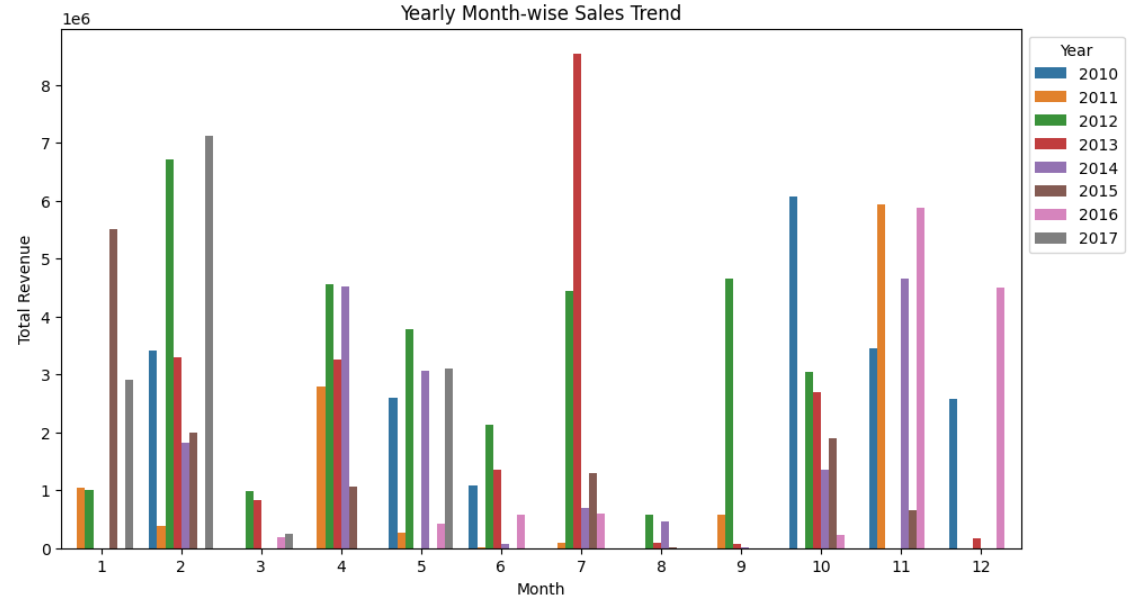 Yearly Month-wise Sales Trend
1e6
Year
2010
2011
2012
2013
2014
2015
2016
2017
8
7
6
5
4
3
2
1
0
Total Revenue
1 2 3 4 5 6 7 8 9 10 11 12
Month